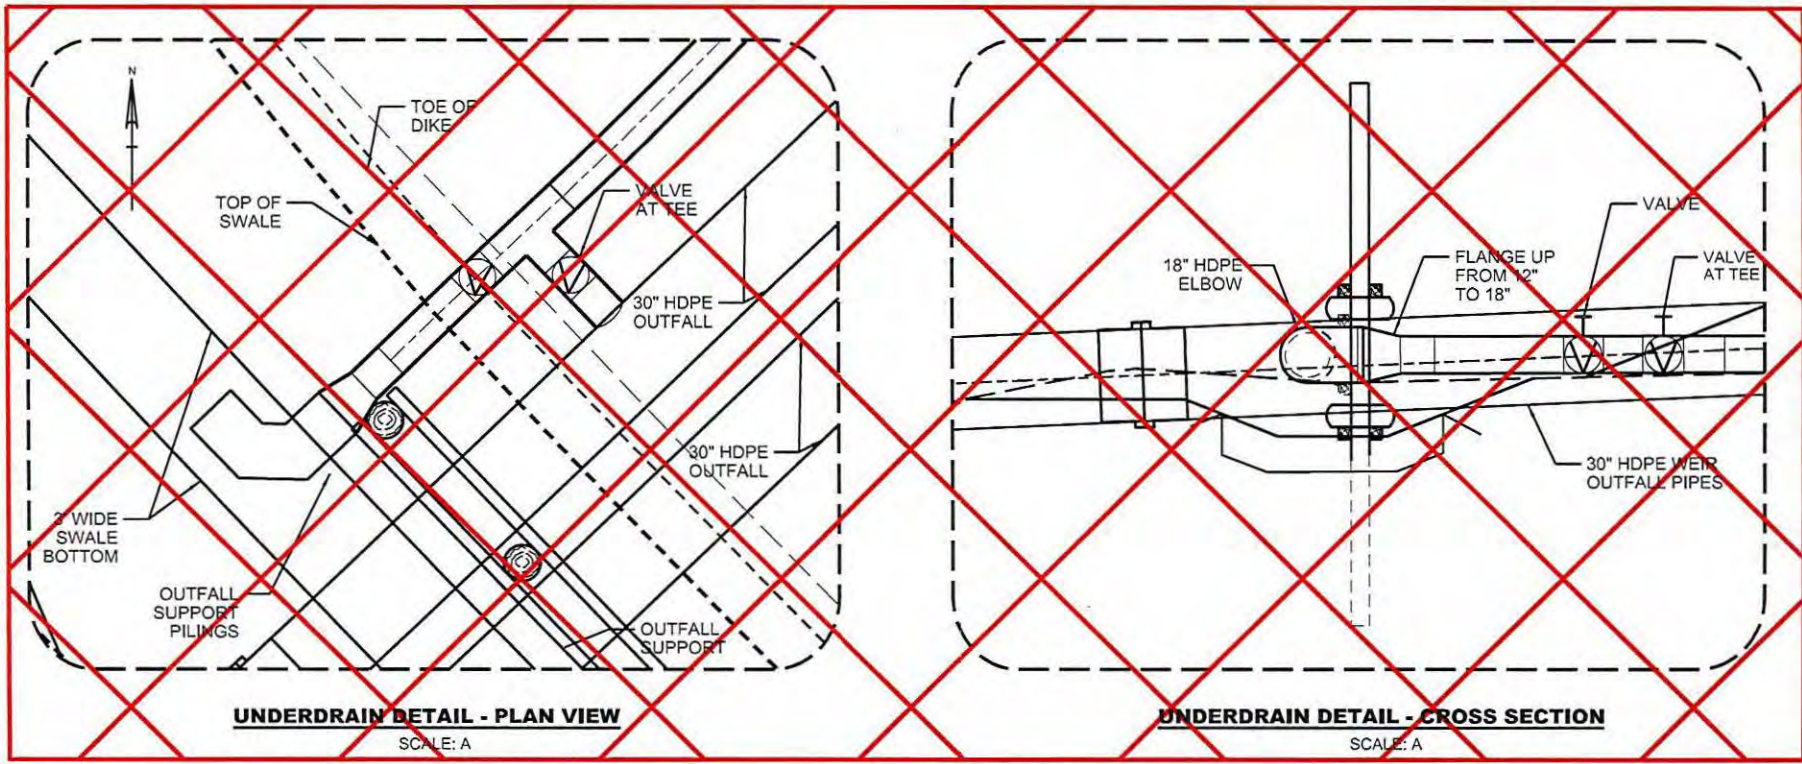 N
TOE OF
DIKE
TOP OF
SWALE
VALVE
AT TEE
30" HDPE
OUTFALL
30" HDPE
OUTFALL
3' WIDE
SWALE
BOTTOM
OUTFALL
SUPPORT
PILINGS
OUTFALL
SUPPORT
UNDERDRAIN DETAIL - PLAN VIEW
SCALE: A
18" HDPE
ELBOW
FLANGE UP
FROM 12"
TO 18"
VALVE
VALVE
AT TEE
30" HDPE WEIR
OUTFALL PIPES
UNDERDRAIN DETAIL - CROSS SECTION
SCALE: A